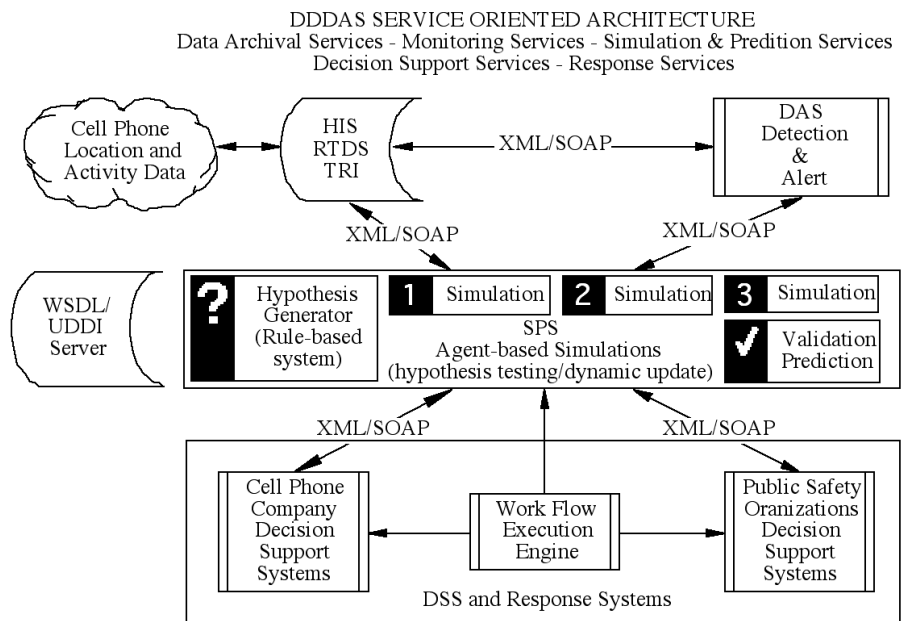 DDDAS SERVICE ORIENTED ARCHITECTURE
Data Archival Services - Monitoring Services - Simulation & Predition Services
Decision Support Services - Response Services
Cell Phone
Location and
Activity Data
HIS
RTDS
TRI
XML/SOAP
DAS
Detection
&
Alert
XML/SOAP
XML/SOAP
WSDL/
UDDI
Server
?
Hypothesis
Generator
(Rule-based
system)
1 Simulation
2 Simulation
3 Simulation
SPS
Agent-based Simulations
(hypothesis testing/dynamic update)
Validation
Prediction
XML/SOAP
XML/SOAP
Cell Phone
Company
Decision
Support
Systems
Work Flow
Execution
Engine
Public Safety
Oranizations
Decision
Support
Systems
DSS and Response Systems